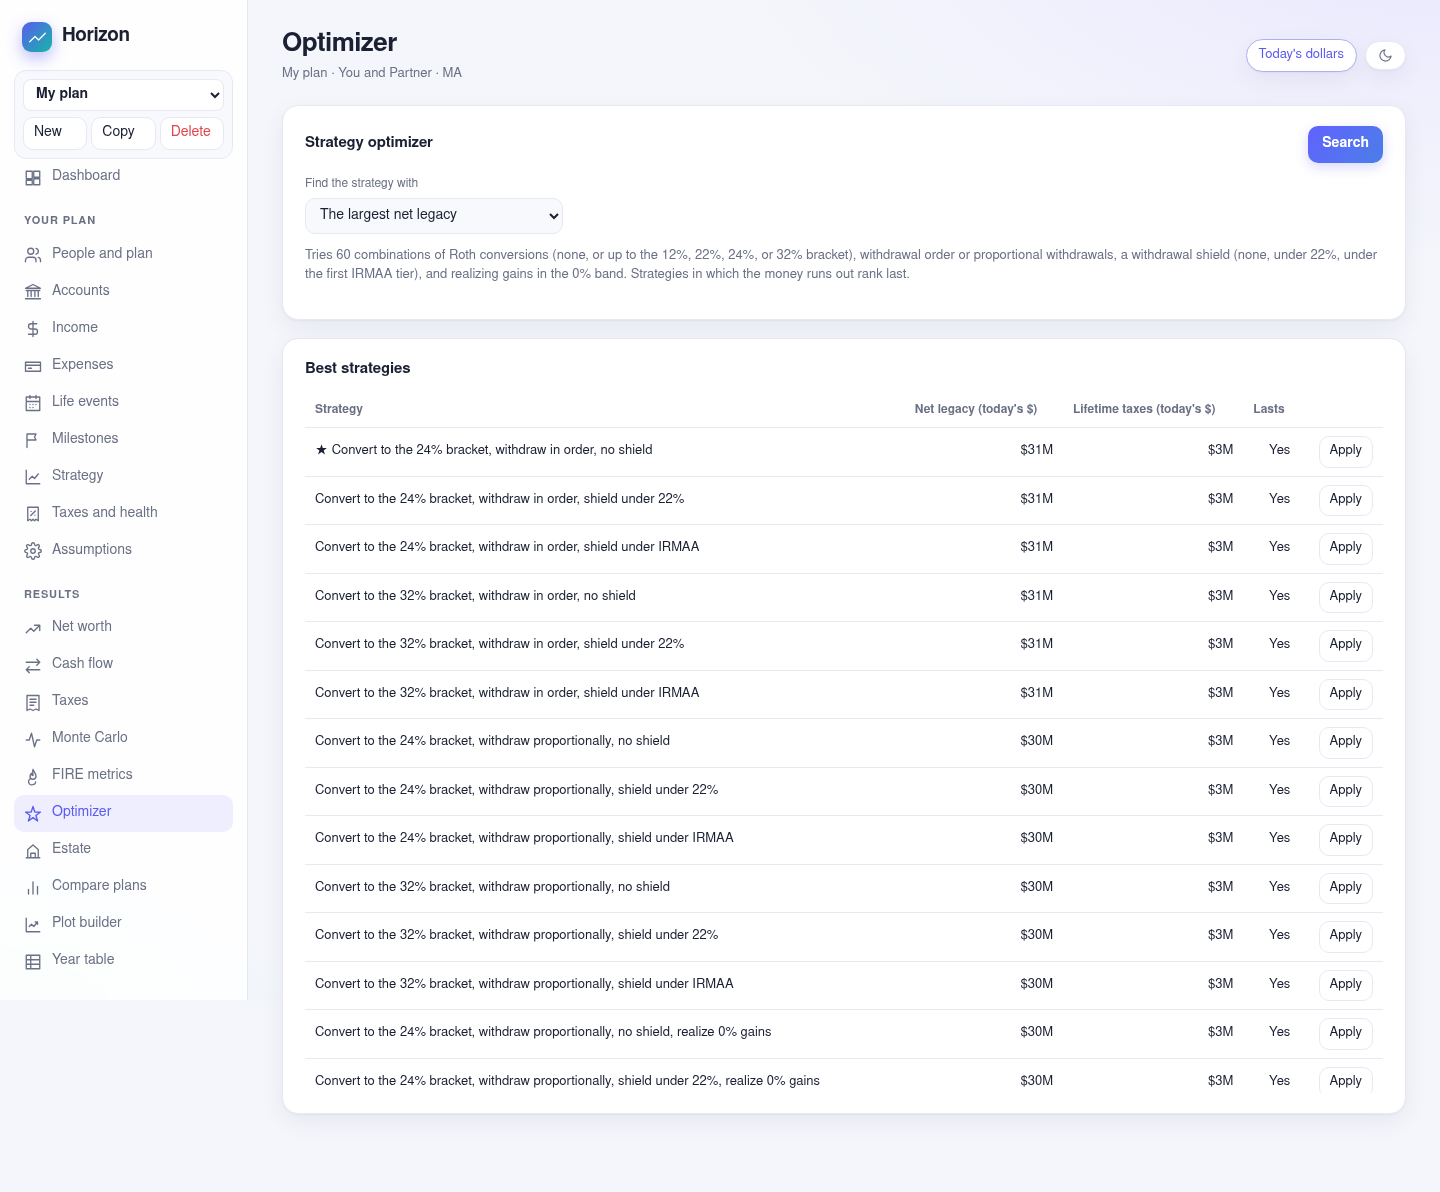 Horizon
My plan
New Copy Delete
Dashboard
YOUR PLAN
People and plan
Accounts
Income
Expenses
Life events
Milestones
Strategy
Taxes and health
Assumptions
RESULTS
Net worth
Cash flow
Taxes
Monte Carlo
FIRE metrics
Optimizer
Estate
Compare plans
Plot builder
Year table
Optimizer
My plan · You and Partner · MA
Today's dollars
Strategy optimizer
Search
Find the strategy with
The largest net legacy
Tries 60 combinations of Roth conversions (none, or up to the 12%, 22%, 24%, or 32% bracket), withdrawal order or proportional withdrawals, a withdrawal shield (none, under 22%, under
the first IRMAA tier), and realizing gains in the 0% band. Strategies in which the money runs out rank last.
Best strategies
Strategy Net legacy (today's $) Lifetime taxes (today's $) Lasts
★ Convert to the 24% bracket, withdraw in order, no shield $31M $3M Yes Apply
Convert to the 24% bracket, withdraw in order, shield under 22% $31M $3M Yes Apply
Convert to the 24% bracket, withdraw in order, shield under IRMAA $31M $3M Yes Apply
Convert to the 32% bracket, withdraw in order, no shield $31M $3M Yes Apply
Convert to the 32% bracket, withdraw in order, shield under 22% $31M $3M Yes Apply
Convert to the 32% bracket, withdraw in order, shield under IRMAA $31M $3M Yes Apply
Convert to the 24% bracket, withdraw proportionally, no shield $30M $3M Yes Apply
Convert to the 24% bracket, withdraw proportionally, shield under 22% $30M $3M Yes Apply
Convert to the 24% bracket, withdraw proportionally, shield under IRMAA $30M $3M Yes Apply
Convert to the 32% bracket, withdraw proportionally, no shield $30M $3M Yes Apply
Convert to the 32% bracket, withdraw proportionally, shield under 22% $30M $3M Yes Apply
Convert to the 32% bracket, withdraw proportionally, shield under IRMAA $30M $3M Yes Apply
Convert to the 24% bracket, withdraw proportionally, no shield, realize 0% gains $30M $3M Yes Apply
Convert to the 24% bracket, withdraw proportionally, shield under 22%, realize 0% gains $30M $3M Yes Apply